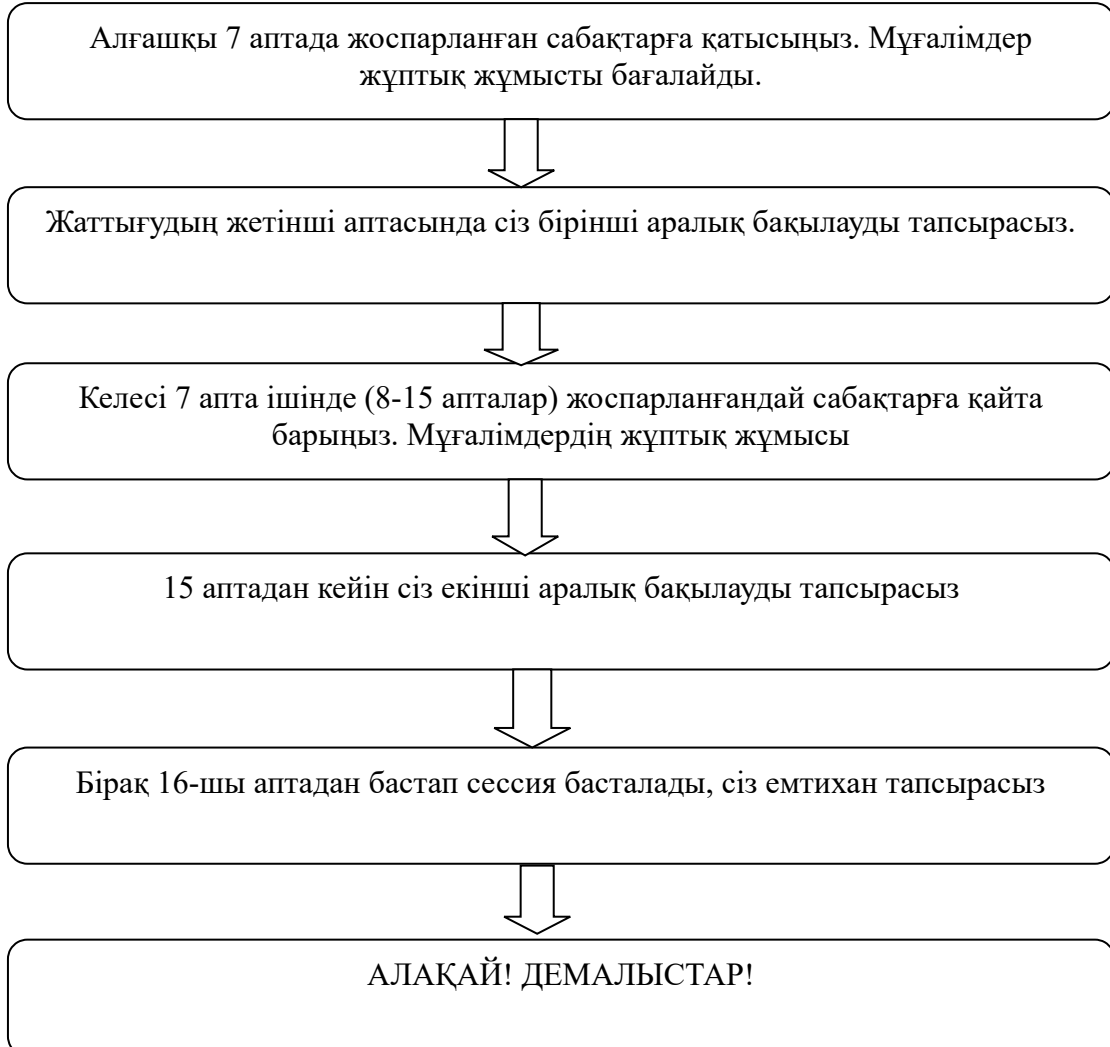 Алғашқы 7 аптада жоспарланған сабақтарға қатысыңыз. Мұғалімдер
жұптық жұмысты бағалайды.
Жаттығудың жетінші аптасында сіз бірінші аралық бақылауды тапсырасыз.
Келесі 7 апта ішінде (8-15 апталар) жоспарланғандай сабақтарға қайта
барыңыз. Мұғалімдердің жұптық жұмысы
15 аптадан кейін сіз екінші аралық бақылауды тапсырасыз
Бірақ 16-шы аптадан бастап сессия басталады, сіз емтихан тапсырасыз
АЛАҚАЙ! ДЕМАЛЫСТАР!